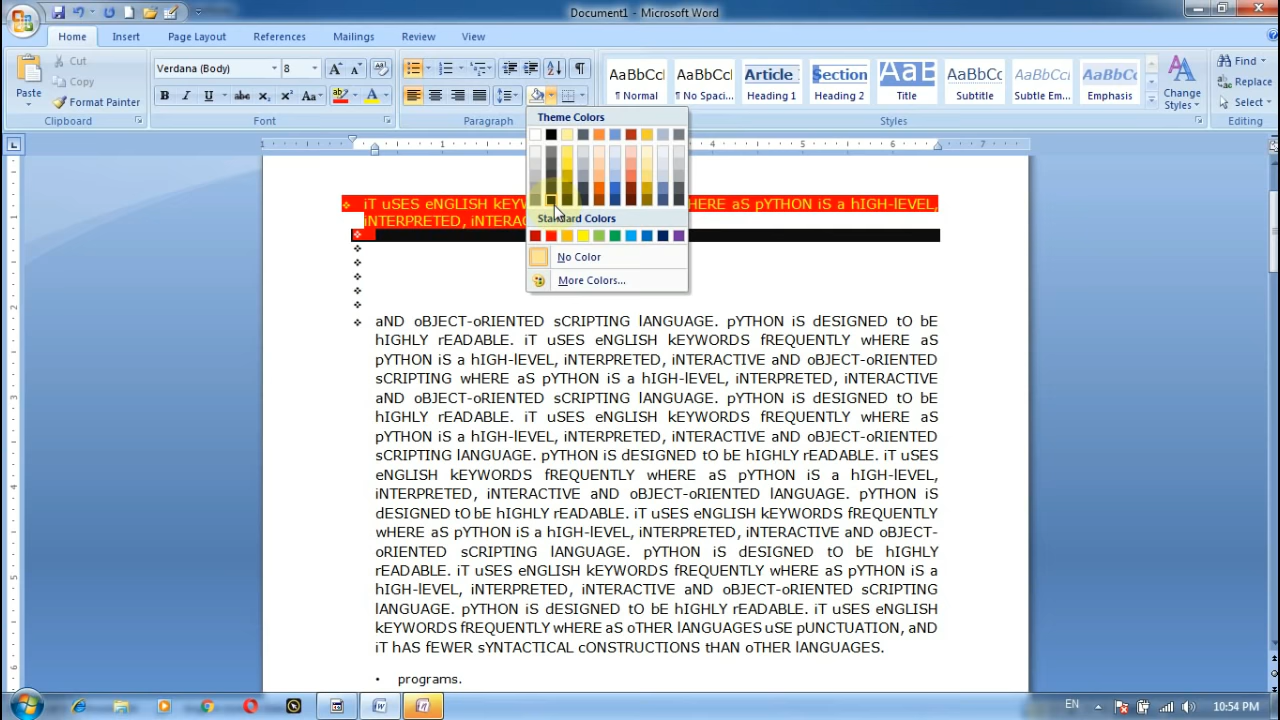 Document1 - Microsoft Word
Home Insert Page Layout References Mailings Review View
Paste
Cut
Copy
Format Painter
Clipboard
Verdana (Body) 8
Font
Paragraph
AaBbCcI ¶ Normal
AaBbCcI ¶ No Spaci...
Article Heading 1
Section Heading 2
AaB Title
AaBbCcl Subtitle
AaBbCcl Subtle Em...
AaBbCcl Emphasis
Change Styles
Styles
Find
Replace
Select
Editing
Theme Colors
Standard Colors
No Color
More Colors...
iT uSES eNGLISH
HERE aS pYTHON iS a hIGH-lEVEL,
iNTERPRETED,
aND oBJECT-oRIENTED sCRIPTING lANGUAGE. pYTHON iS dESIGNED tO bE
hIGHLY rEADABLE. iT uSES eNGLISH kEYWORDS fREQUENTLY wHERE aS
pYTHON iS a hIGH-lEVEL, iNTERPRETED, iNTERACTIVE aND oBJECT-oRIENTED
sCRIPTING wHERE aS pYTHON iS a hIGH-lEVEL, iNTERPRETED, iNTERACTIVE
aND oBJECT-oRIENTED sCRIPTING lANGUAGE. pYTHON iS dESIGNED tO bE
hIGHLY rEADABLE. iT uSES eNGLISH kEYWORDS fREQUENTLY wHERE aS
pYTHON iS a hIGH-lEVEL, iNTERPRETED, iNTERACTIVE aND oBJECT-oRIENTED
sCRIPTING lANGUAGE. pYTHON iS dESIGNED tO bE hIGHLY rEADABLE. iT uSES
eNGLISH kEYWORDS fREQUENTLY wHERE aS pYTHON iS a hIGH-lEVEL,
iNTERPRETED, iNTERACTIVE aND oBJECT-oRIENTED lANGUAGE. pYTHON iS
dESIGNED tO bE hIGHLY rEADABLE. iT uSES eNGLISH kEYWORDS fREQUENTLY
wHERE aS pYTHON iS a hIGH-lEVEL, iNTERPRETED, iNTERACTIVE aND oBJECT-
oRIENTED sCRIPTING lANGUAGE. pYTHON iS dESIGNED tO bE hIGHLY
rEADABLE. iT uSES eNGLISH kEYWORDS fREQUENTLY wHERE aS pYTHON iS a
hIGH-lEVEL, iNTERPRETED, iNTERACTIVE aND oBJECT-oRIENTED sCRIPTING
lANGUAGE. pYTHON iS dESIGNED tO bE hIGHLY rEADABLE. iT uSES eNGLISH
kEYWORDS fREQUENTLY wHERE aS oTHER lANGUAGES uSE pUNCTUATION, aND
iT hAS fEWER sYNTACTICAL cONSTRUCTIONS tHAN oTHER lANGUAGES.
• programs.
EN 10:54 PM